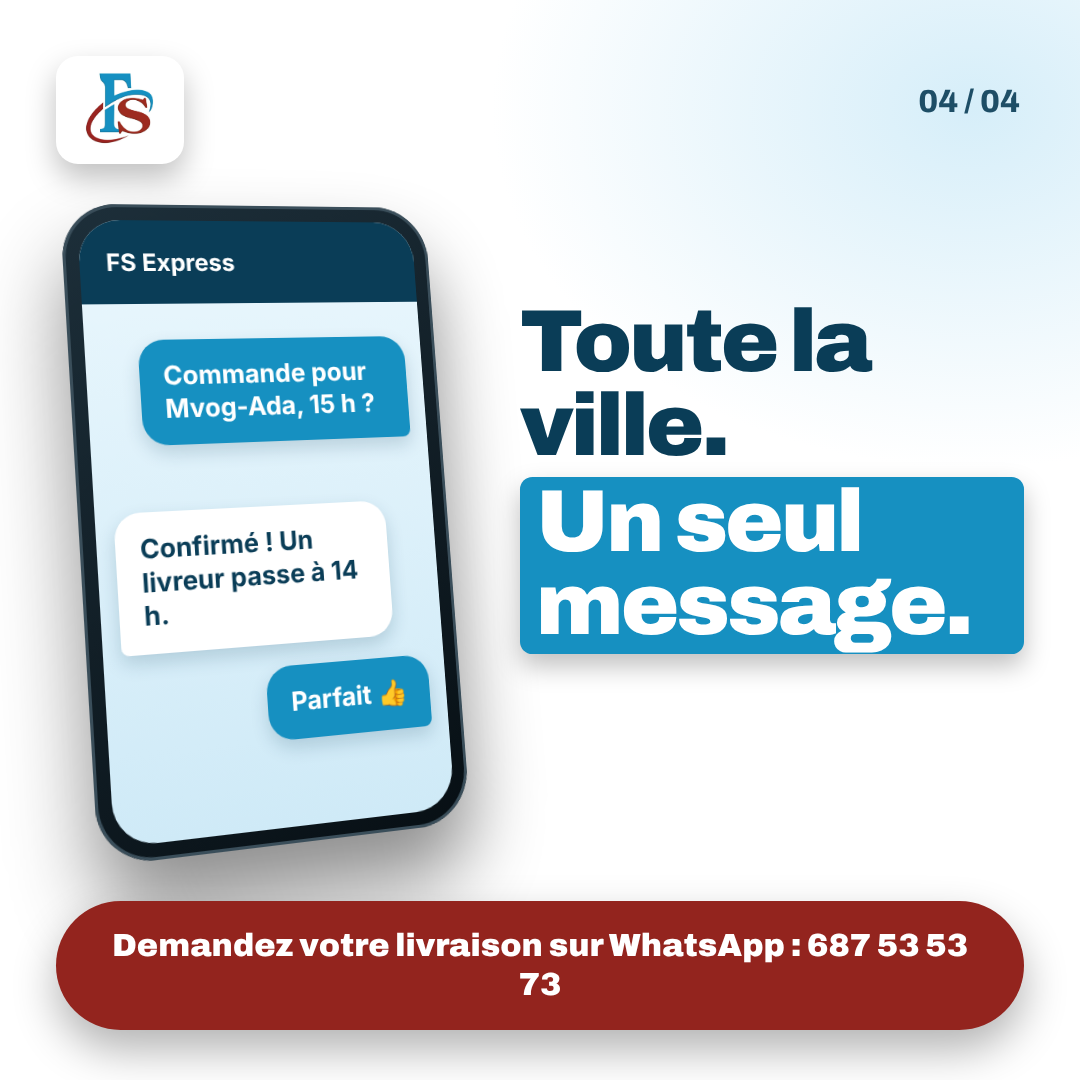 FS
04 / 04
FS Express
Commande pour
Mvog-Ada, 15 h ?
Confirmé ! Un
livreur passe à 14
h.
Parfait 👍
Toute la
ville.
Un seul
message.
Demandez votre livraison sur WhatsApp : 687 53 53
73